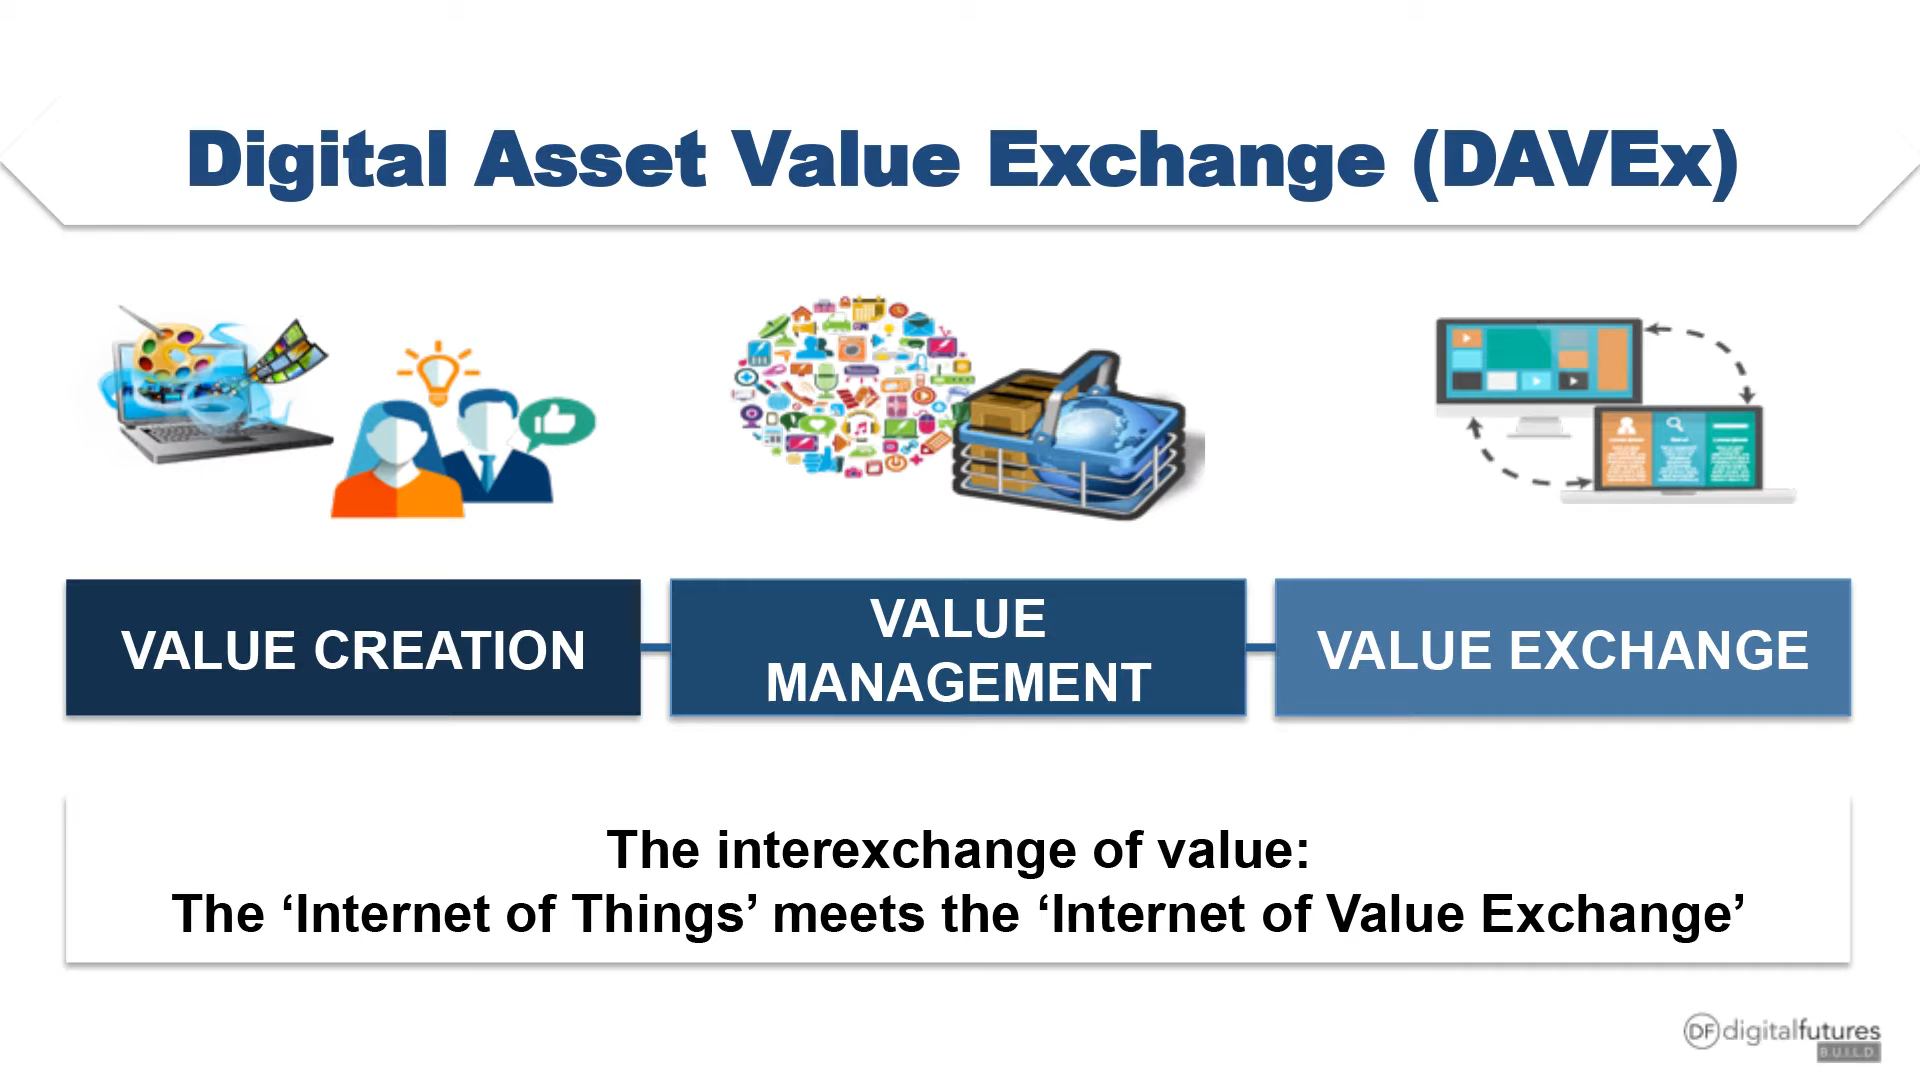 Digital Asset Value Exchange (DAVEx)
VALUE CREATION
VALUE
MANAGEMENT
VALUE EXCHANGE
The interexchange of value:
The ‘Internet of Things’ meets the ‘Internet of Value Exchange’
DF digitalfutures
BUILD